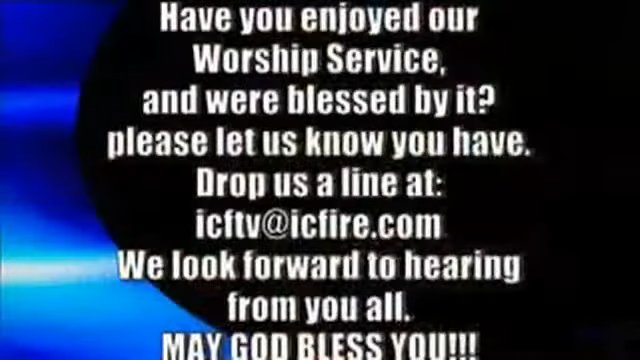 Have you enjoyed our
Worship Service,
and were blessed by it?
please let us know you have.
Drop us a line at:
icftv@icfire.com
We look forward to hearing
from you all.
MAY GOD BLESS YOU!!!